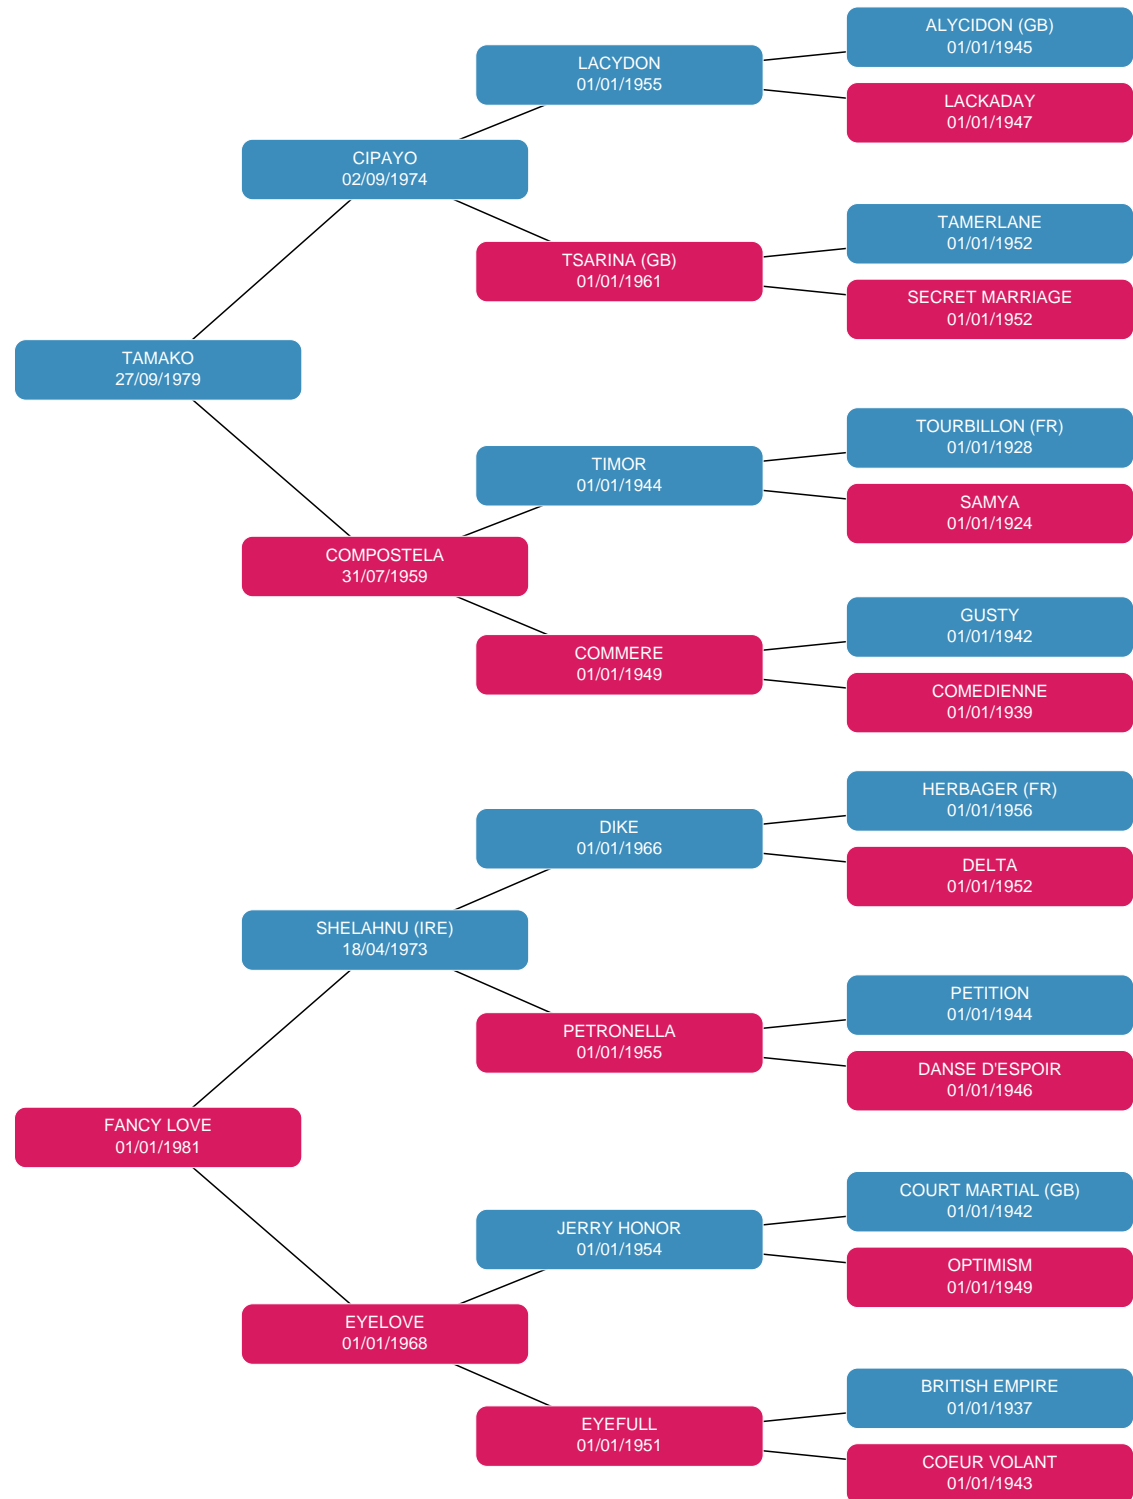 ALYCIDON (GB)
01/01/1945
LACYDON
01/01/1955
LACKADAY
01/01/1947
CIPAYO
02/09/1974
TAMERLANE
01/01/1952
TSARINA (GB)
01/01/1961
SECRET MARRIAGE
01/01/1952
TAMAKO
27/09/1979
TOURBILLON (FR)
01/01/1928
TIMOR
01/01/1944
SAMYA
01/01/1924
COMPOSTELA
31/07/1959
GUSTY
01/01/1942
COMMERE
01/01/1949
COMEDIENNE
01/01/1939
HERBAGER (FR)
01/01/1956
DIKE
01/01/1966
DELTA
01/01/1952
SHELAHNU (IRE)
18/04/1973
PETITION
01/01/1944
PETRONELLA
01/01/1955
DANSE D'ESPOIR
01/01/1946
FANCY LOVE
01/01/1981
COURT MARTIAL (GB)
01/01/1942
JERRY HONOR
01/01/1954
OPTIMISM
01/01/1949
EYELOVE
01/01/1968
BRITISH EMPIRE
01/01/1937
EYEFULL
01/01/1951
COEUR VOLANT
01/01/1943